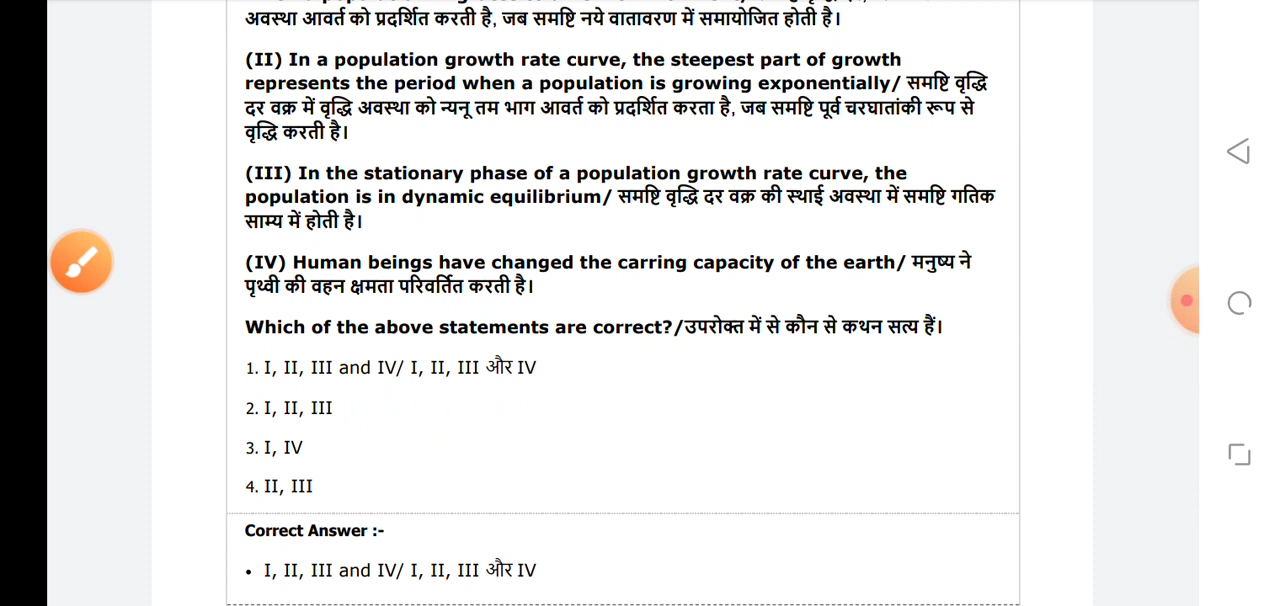 अवस्था आवर्त को प्रदर्शित करती है, जब समष्टि नये वातावरण में समायोजित होती है।
(II) In a population growth rate curve, the steepest part of growth
represents the period when a population is growing exponentially/ समष्टि वृद्धि
दर वक्र में वृद्धि अवस्था को न्यनू तम भाग आवर्त को प्रदर्शित करता है, जब समष्टि पूर्व चरघातांकी रूप से
वृद्धि करती है।
(III) In the stationary phase of a population growth rate curve, the
population is in dynamic equilibrium/ समष्टि वृद्धि दर वक्र की स्थाई अवस्था में समष्टि गतिक
साम्य में होती है।
(IV) Human beings have changed the carring capacity of the earth/ मनुष्य ने
पृथ्वी की वहन क्षमता परिवर्तित करती है।
Which of the above statements are correct?/उपरोक्त में से कौन से कथन सत्य हैं।
1. I, II, III and IV/ I, II, III और IV
2. I, II, III
3. I, IV
4. II, III
Correct Answer :-
• I, II, III and IV/ I, II, III और IV